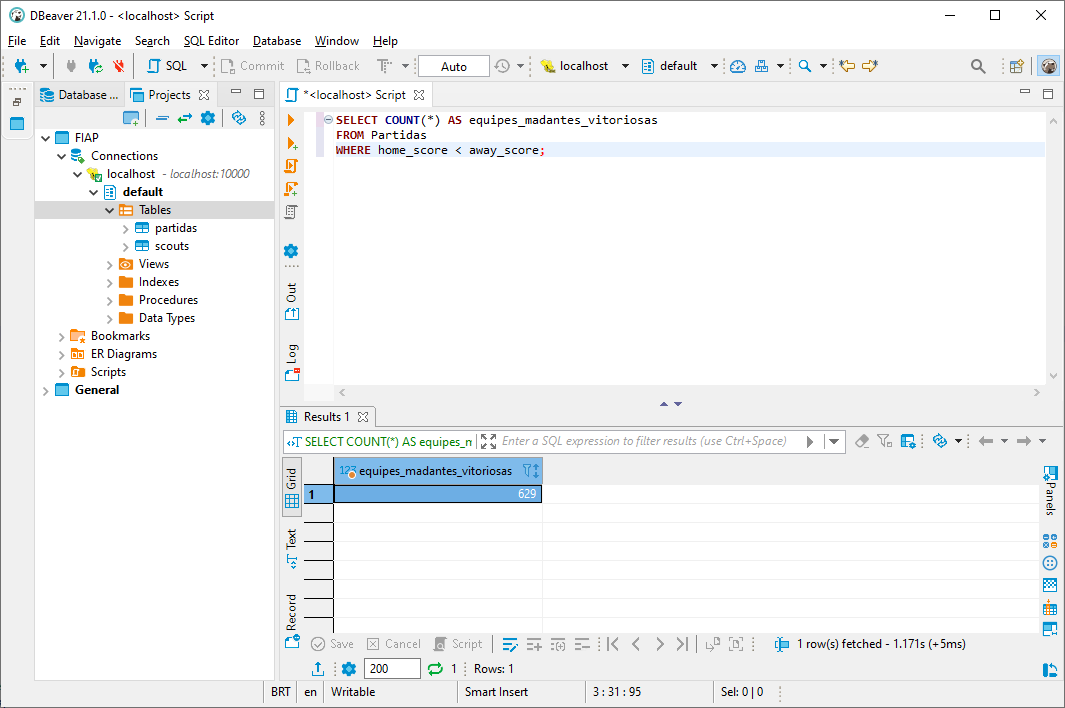 DBeaver 21.1.0 - <localhost> Script
File Edit Navigate Search SQL Editor Database Window Help
SQL Commit Rollback Auto localhost default
Database ... Projects
*<localhost> Script
FIAP
Connections
localhost - localhost:10000
default
Tables
partidas
scouts
Views
Indexes
Procedures
Data Types
Bookmarks
ER Diagrams
Scripts
General
SELECT COUNT(*) AS equipes_madantes_vitoriosas
FROM Partidas
WHERE home_score < away_score;
Out
Log
Results 1
SELECT COUNT(*) AS equipes_m
Enter a SQL expression to filter results (use Ctrl+Space)
Grid
Text
Record
123 equipes_madantes_vitoriosas
1 629
Panels
Save Cancel Script
1 row(s) fetched - 1.171s (+5ms)
200 1 Rows: 1
BRT en Writable Smart Insert 3 : 31 : 95 Sel: 0 | 0